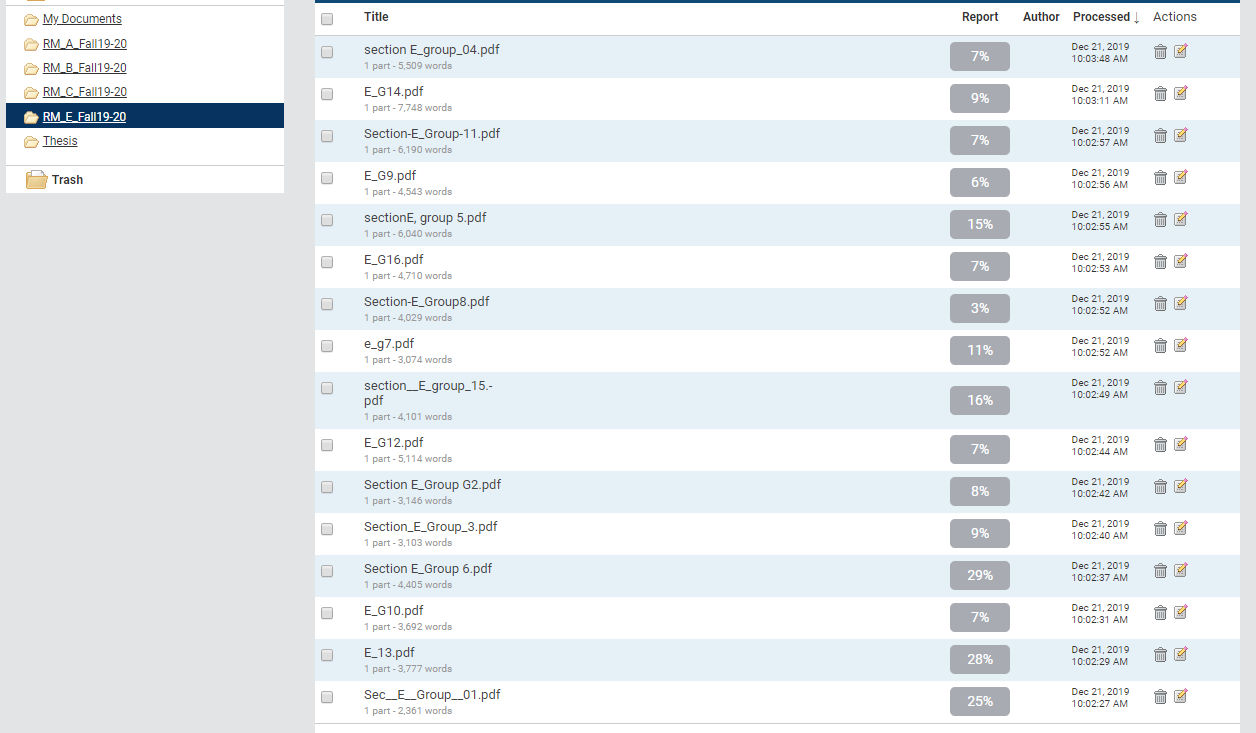 My Documents
RM_A_Fall19-20
RM_B_Fall19-20
RM_C_Fall19-20
RM_E_Fall19-20
Thesis
Trash
Title Report Author Processed ↓ Actions
section E_group_04.pdf
1 part - 5,509 words
7%
Dec 21, 2019
10:03:48 AM
E_G14.pdf
1 part - 7,748 words
9%
Dec 21, 2019
10:03:11 AM
Section-E_Group-11.pdf
1 part - 6,190 words
7%
Dec 21, 2019
10:02:57 AM
E_G9.pdf
1 part - 4,543 words
6%
Dec 21, 2019
10:02:56 AM
sectionE, group 5.pdf
1 part - 6,040 words
15%
Dec 21, 2019
10:02:55 AM
E_G16.pdf
1 part - 4,710 words
7%
Dec 21, 2019
10:02:53 AM
Section-E_Group8.pdf
1 part - 4,029 words
3%
Dec 21, 2019
10:02:52 AM
e_g7.pdf
1 part - 3,074 words
11%
Dec 21, 2019
10:02:52 AM
section__E_group_15.-
pdf
1 part - 4,101 words
16%
Dec 21, 2019
10:02:49 AM
E_G12.pdf
1 part - 5,114 words
7%
Dec 21, 2019
10:02:44 AM
Section E_Group G2.pdf
1 part - 3,146 words
8%
Dec 21, 2019
10:02:42 AM
Section_E_Group_3.pdf
1 part - 3,103 words
9%
Dec 21, 2019
10:02:40 AM
Section E_Group 6.pdf
1 part - 4,405 words
29%
Dec 21, 2019
10:02:37 AM
E_G10.pdf
1 part - 3,692 words
7%
Dec 21, 2019
10:02:31 AM
E_13.pdf
1 part - 3,777 words
28%
Dec 21, 2019
10:02:29 AM
Sec__E__Group__01.pdf
1 part - 2,361 words
25%
Dec 21, 2019
10:02:27 AM